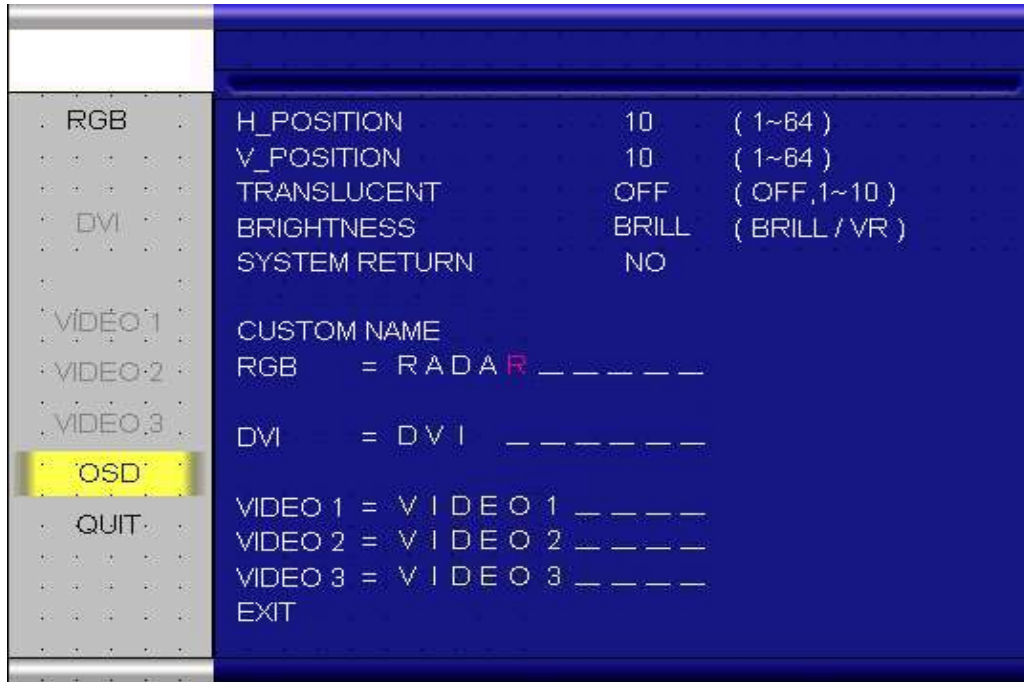 RGB
DVI
VIDEO 1
VIDEO 2
VIDEO 3
OSD
QUIT
H_POSITION 10 ( 1~64 )
V_POSITION 10 ( 1~64 )
TRANSLUCENT OFF ( OFF,1~10 )
BRIGHTNESS BRILL ( BRILL / VR )
SYSTEM RETURN NO
CUSTOM NAME
RGB = R A D A R _ _ _ _ _
DVI = D V I _ _ _ _ _ _
VIDEO 1 = V I D E O 1 _ _ _ _
VIDEO 2 = V I D E O 2 _ _ _ _
VIDEO 3 = V I D E O 3 _ _ _ _
EXIT